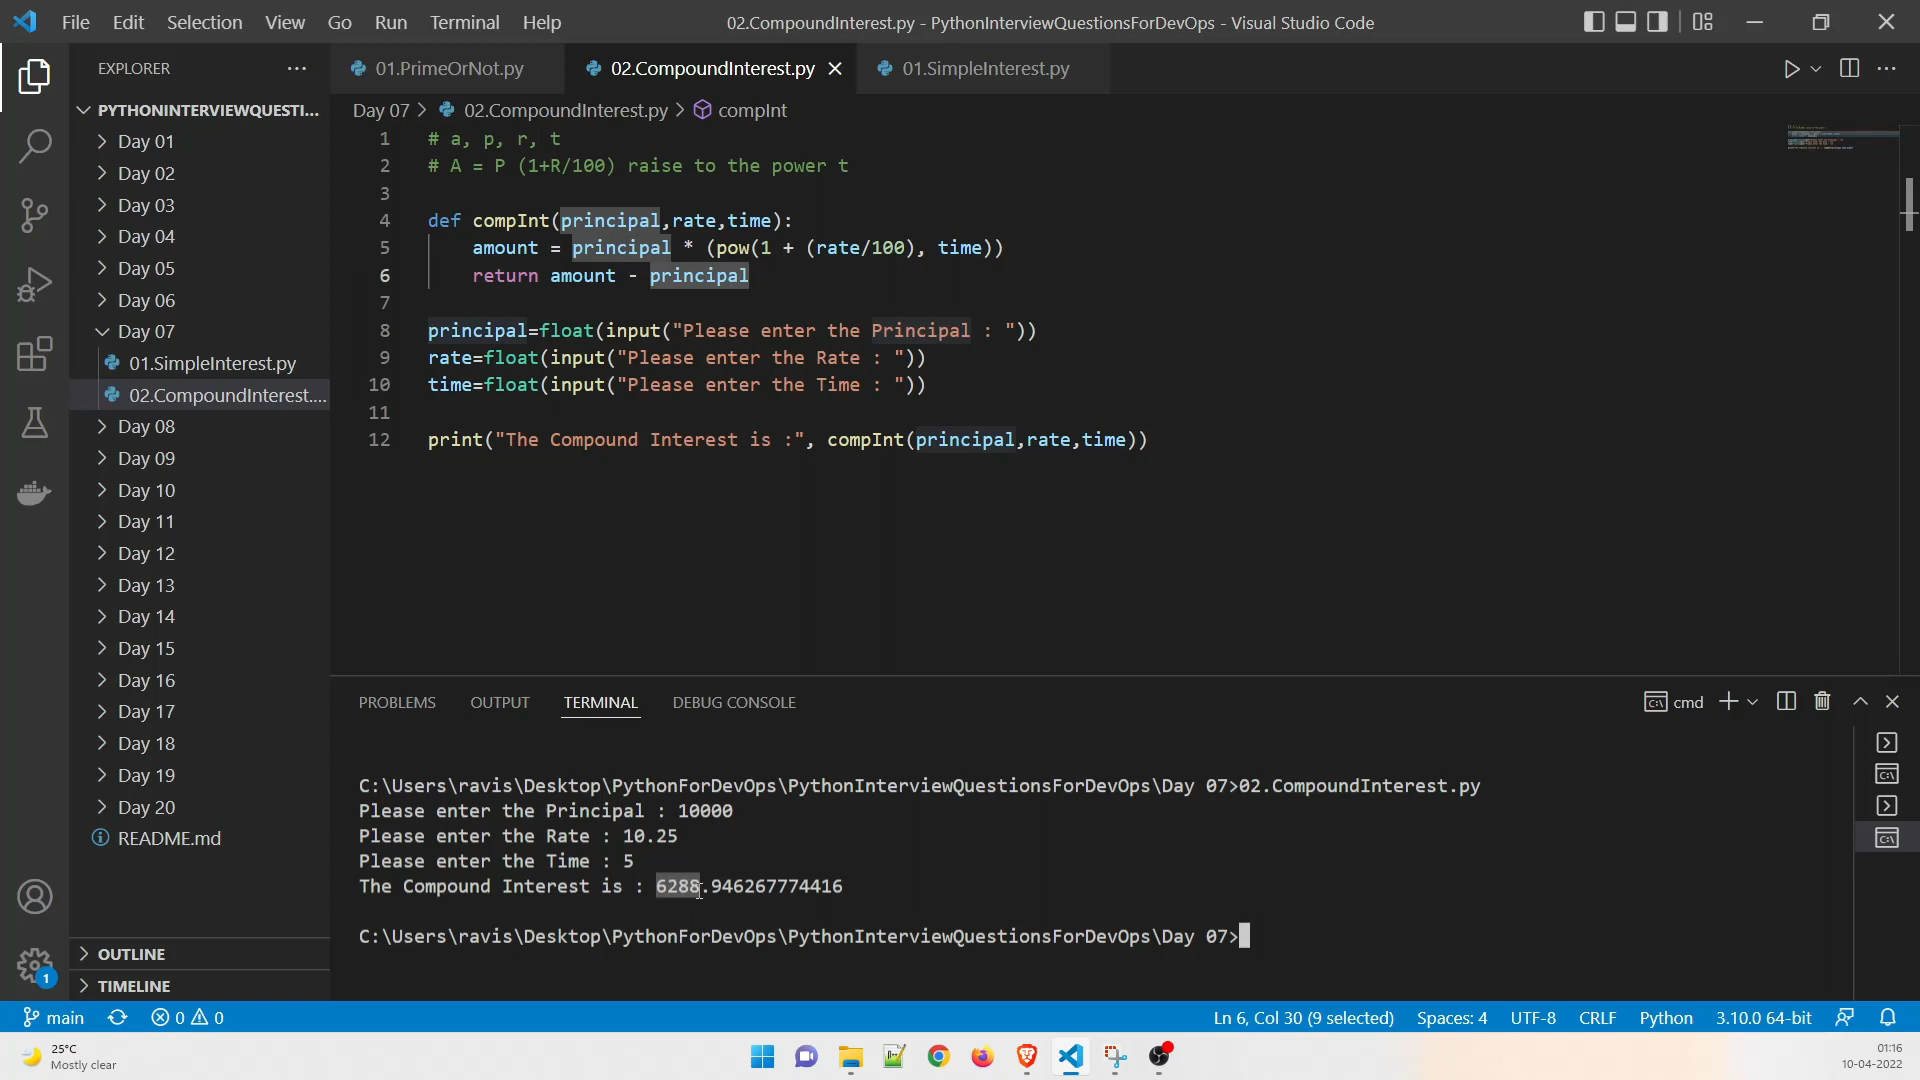 File Edit Selection View Go Run Terminal Help
02.CompoundInterest.py - PythonInterviewQuestionsForDevOps - Visual Studio Code
EXPLORER
PYTHONINTERVIEWQUESTI...
Day 01
Day 02
Day 03
Day 04
Day 05
Day 06
Day 07
01.SimpleInterest.py
02.CompoundInterest....
Day 08
Day 09
Day 10
Day 11
Day 12
Day 13
Day 14
Day 15
Day 16
Day 17
Day 18
Day 19
Day 20
README.md
OUTLINE
TIMELINE
01.PrimeOrNot.py 02.CompoundInterest.py 01.SimpleInterest.py
Day 07 > 02.CompoundInterest.py > compInt
1 # a, p, r, t
2 # A = P (1+R/100) raise to the power t
3
4 def compInt(principal,rate,time):
5 amount = principal * (pow(1 + (rate/100), time))
6 return amount - principal
7
8 principal=float(input("Please enter the Principal : "))
9 rate=float(input("Please enter the Rate : "))
10 time=float(input("Please enter the Time : "))
11
12 print("The Compound Interest is :", compInt(principal,rate,time))
PROBLEMS OUTPUT TERMINAL DEBUG CONSOLE
cmd
C:\Users\ravis\Desktop\PythonForDevOps\PythonInterviewQuestionsForDevOps\Day 07>02.CompoundInterest.py
Please enter the Principal : 10000
Please enter the Rate : 10.25
Please enter the Time : 5
The Compound Interest is : 6288.946267774416
C:\Users\ravis\Desktop\PythonForDevOps\PythonInterviewQuestionsForDevOps\Day 07>
1
main 0 0
Ln 6, Col 30 (9 selected) Spaces: 4 UTF-8 CRLF Python 3.10.0 64-bit
25°C
Mostly clear
01:16
10-04-2022